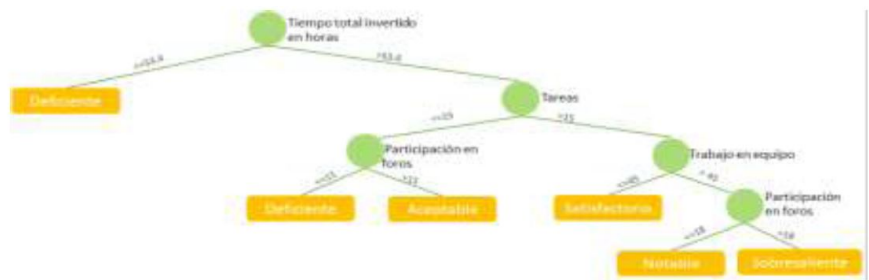 Tiempo total invertido
en horas
Deficiente
Tareas
Participación en
foros
Trabajo en equipo
Deficiente
Aceptable
Satisfactorio
Participación
en foros
Notable
Sobresaliente